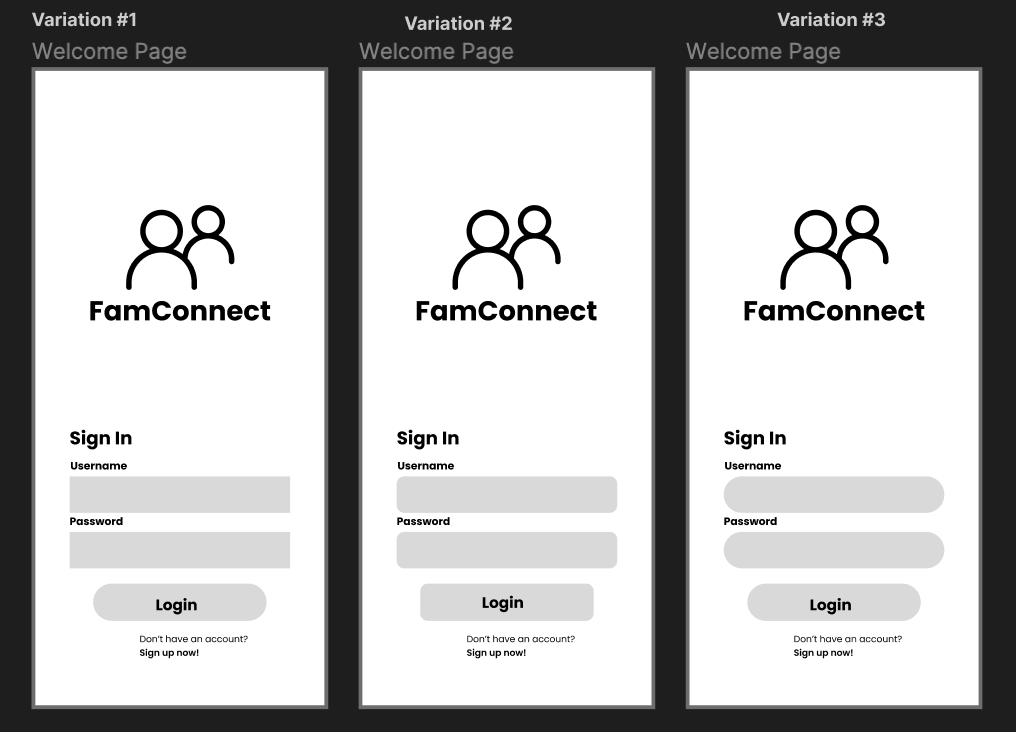 Variation #1
Welcome Page
FamConnect
Sign In
Username
Password
Login
Don't have an account?
Sign up now!
Variation #2
Welcome Page
FamConnect
Sign In
Username
Password
Login
Don't have an account?
Sign up now!
Variation #3
Welcome Page
FamConnect
Sign In
Username
Password
Login
Don't have an account?
Sign up now!